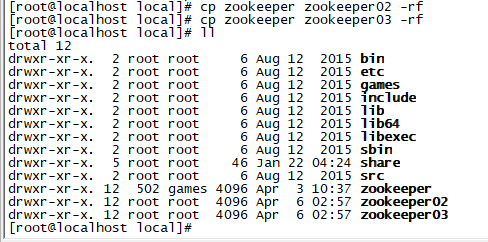 [root@localhost local]# cp zookeeper zookeeper02 -rf
[root@localhost local]# cp zookeeper zookeeper03 -rf
[root@localhost local]# ll
total 12
drwxr-xr-x.  2 root root     6 Aug 12  2015 bin
drwxr-xr-x.  2 root root     6 Aug 12  2015 etc
drwxr-xr-x.  2 root root     6 Aug 12  2015 games
drwxr-xr-x.  2 root root     6 Aug 12  2015 include
drwxr-xr-x.  2 root root     6 Aug 12  2015 lib
drwxr-xr-x.  2 root root     6 Aug 12  2015 lib64
drwxr-xr-x.  2 root root     6 Aug 12  2015 libexec
drwxr-xr-x.  2 root root     6 Aug 12  2015 sbin
drwxr-xr-x.  5 root root    46 Jan 22 04:24 share
drwxr-xr-x.  2 root root     6 Aug 12  2015 src
drwxr-xr-x. 12  502 games 4096 Apr  3 10:37 zookeeper
drwxr-xr-x. 12 root root  4096 Apr  6 02:57 zookeeper02
drwxr-xr-x. 12 root root  4096 Apr  6 02:57 zookeeper03
[root@localhost local]#